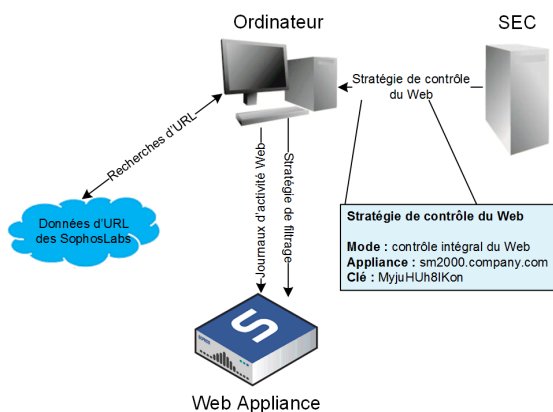 Ordinateur
SEC
Stratégie de contrôle
du Web
Recherches d'URL
Données d'URL
des SophosLabs
Journaux d'activité Web
Stratégie de filtrage
Stratégie de contrôle du Web
Mode : contrôle intégral du Web
Appliance : sm2000.company.com
Clé : MyjuHUh8IKon
S
Web Appliance